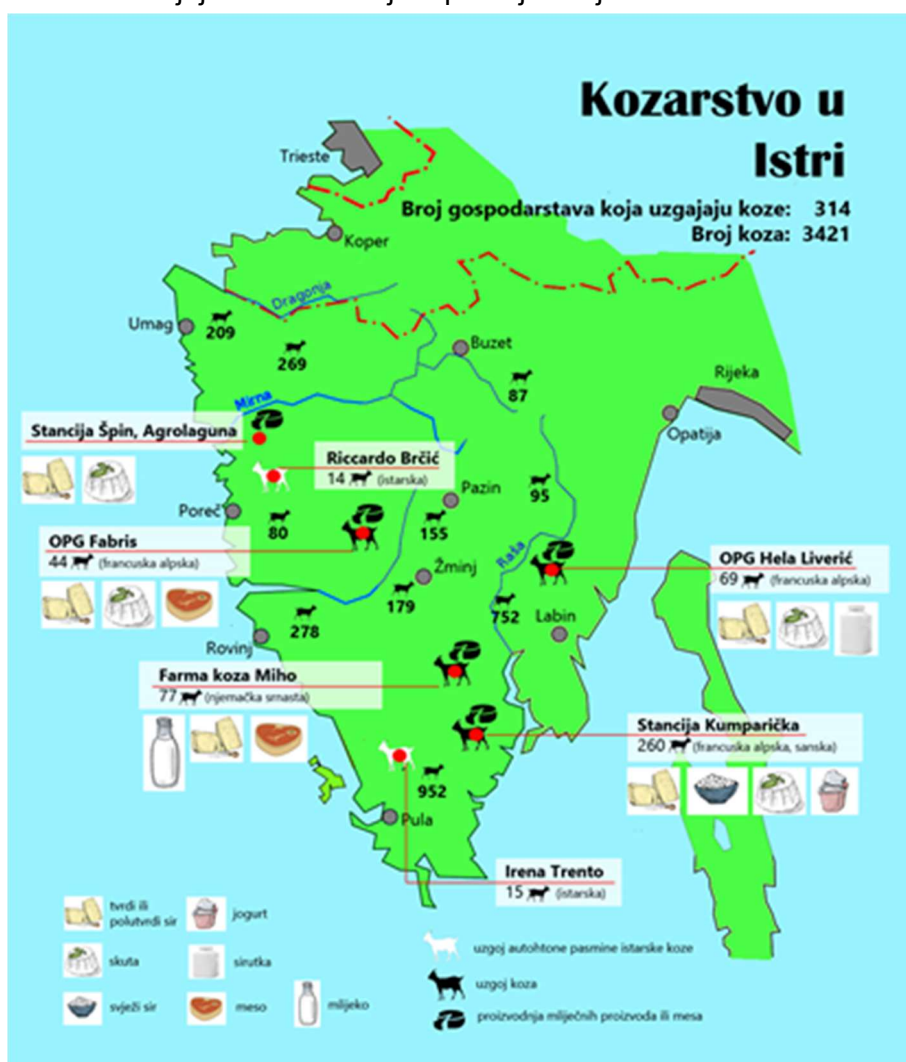 Kozarstvo u
Istri
Broj gospodarstava koja uzgajaju koze: 314
Broj koza: 3421
Trieste
Koper
Dragonja
Umag
209
269
Buzet
87
Rijeka
Opatija
Mirna
Stancija Špin, Agrolaguna
Riccardo Brčić
14 (istarska)
Pazin
95
Poreč
80
155
OPG Fabris
44 (francuska alpska)
Raša
OPG Hela Liverić
69 (francuska alpska)
Žminj
179
752
Labin
278
Rovinj
Farma koza Miho
77 (njemačka srnasta)
Stancija Kumparička
260 (francuska alpska, sanska)
952
Pula
Irena Trento
15 (istarska)
tvrdi ili
polutvrdi sir
jogurt
skuta
sirutka
svježi sir
meso
mlijeko
uzgoj autohtone pasmine istarske koze
uzgoj koza
proizvodnja mliječnih proizvoda ili mesa